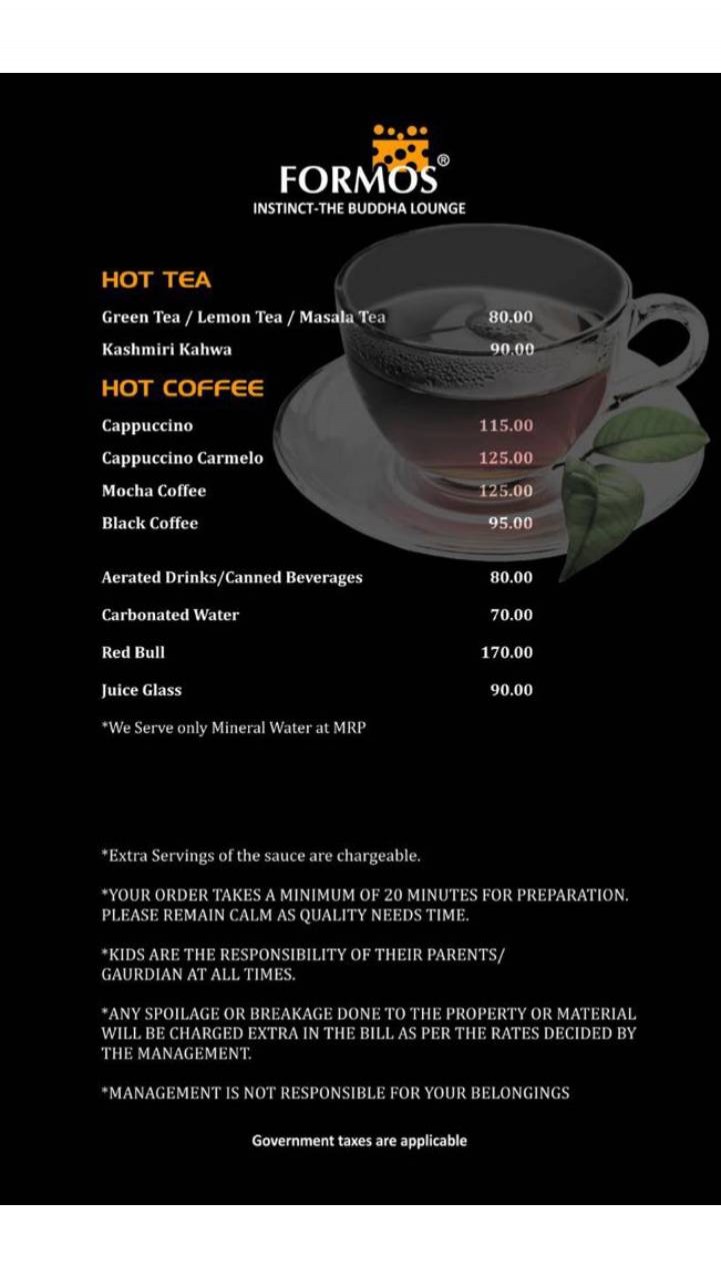 FORMOS®
INSTINCT-THE BUDDHA LOUNGE
HOT TEA
Green Tea / Lemon Tea / Masala Tea 80.00
Kashmiri Kahwa 90.00
HOT COFFEE
Cappuccino 115.00
Cappuccino Carmelo 125.00
Mocha Coffee 125.00
Black Coffee 95.00
Aerated Drinks/Canned Beverages 80.00
Carbonated Water 70.00
Red Bull 170.00
Juice Glass 90.00
*We Serve only Mineral Water at MRP
*Extra Servings of the sauce are chargeable.
*YOUR ORDER TAKES A MINIMUM OF 20 MINUTES FOR PREPARATION.
PLEASE REMAIN CALM AS QUALITY NEEDS TIME.
*KIDS ARE THE RESPONSIBILITY OF THEIR PARENTS/
GAURDIAN AT ALL TIMES.
*ANY SPOILAGE OR BREAKAGE DONE TO THE PROPERTY OR MATERIAL
WILL BE CHARGED EXTRA IN THE BILL AS PER THE RATES DECIDED BY
THE MANAGEMENT.
*MANAGEMENT IS NOT RESPONSIBLE FOR YOUR BELONGINGS
Government taxes are applicable